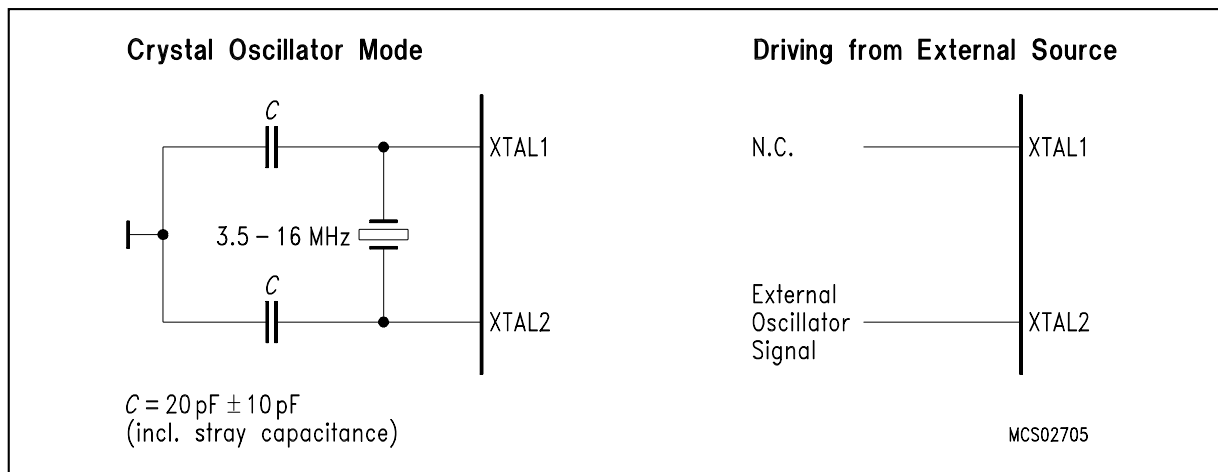 Crystal Oscillator Mode
C
XTAL1
3.5 – 16 MHz
C
XTAL2
C = 20 pF ± 10 pF
(incl. stray capacitance)
Driving from External Source
N.C.
XTAL1
External
Oscillator
Signal
XTAL2
MCS02705